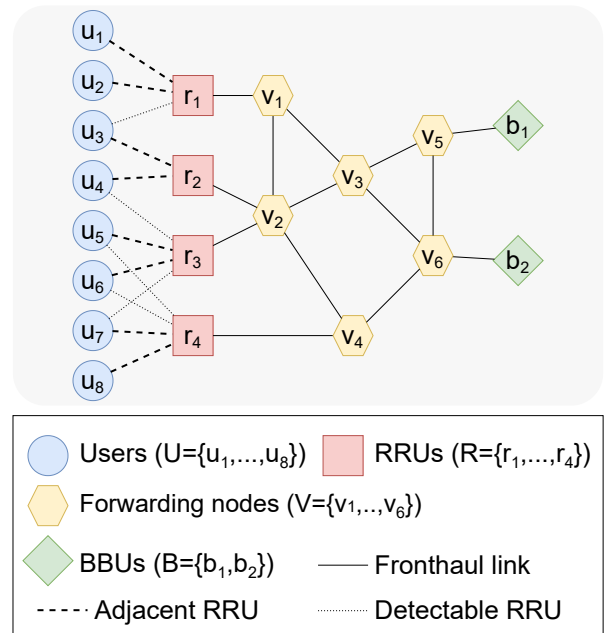 u₁
u₂
u₃
u₄
u₅
u₆
u₇
u₈
r₁
r₂
r₃
r₄
v₁
v₂
v₃
v₄
v₅
v₆
b₁
b₂
Users (U={u₁,...,u₈})
RRUs (R={r₁,...,r₄})
Forwarding nodes (V={v₁,..,v₆})
BBUs (B={b₁,b₂})
Fronthaul link
Adjacent RRU
Detectable RRU